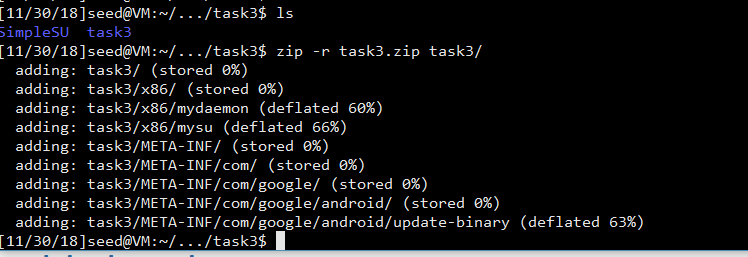 [11/30/18]seed@VM:~/.../task3$ ls
SimpleSU  task3
[11/30/18]seed@VM:~/.../task3$ zip -r task3.zip task3/
  adding: task3/ (stored 0%)
  adding: task3/x86/ (stored 0%)
  adding: task3/x86/mydaemon (deflated 60%)
  adding: task3/x86/mysu (deflated 66%)
  adding: task3/META-INF/ (stored 0%)
  adding: task3/META-INF/com/ (stored 0%)
  adding: task3/META-INF/com/google/ (stored 0%)
  adding: task3/META-INF/com/google/android/ (stored 0%)
  adding: task3/META-INF/com/google/android/update-binary (deflated 63%)
[11/30/18]seed@VM:~/.../task3$